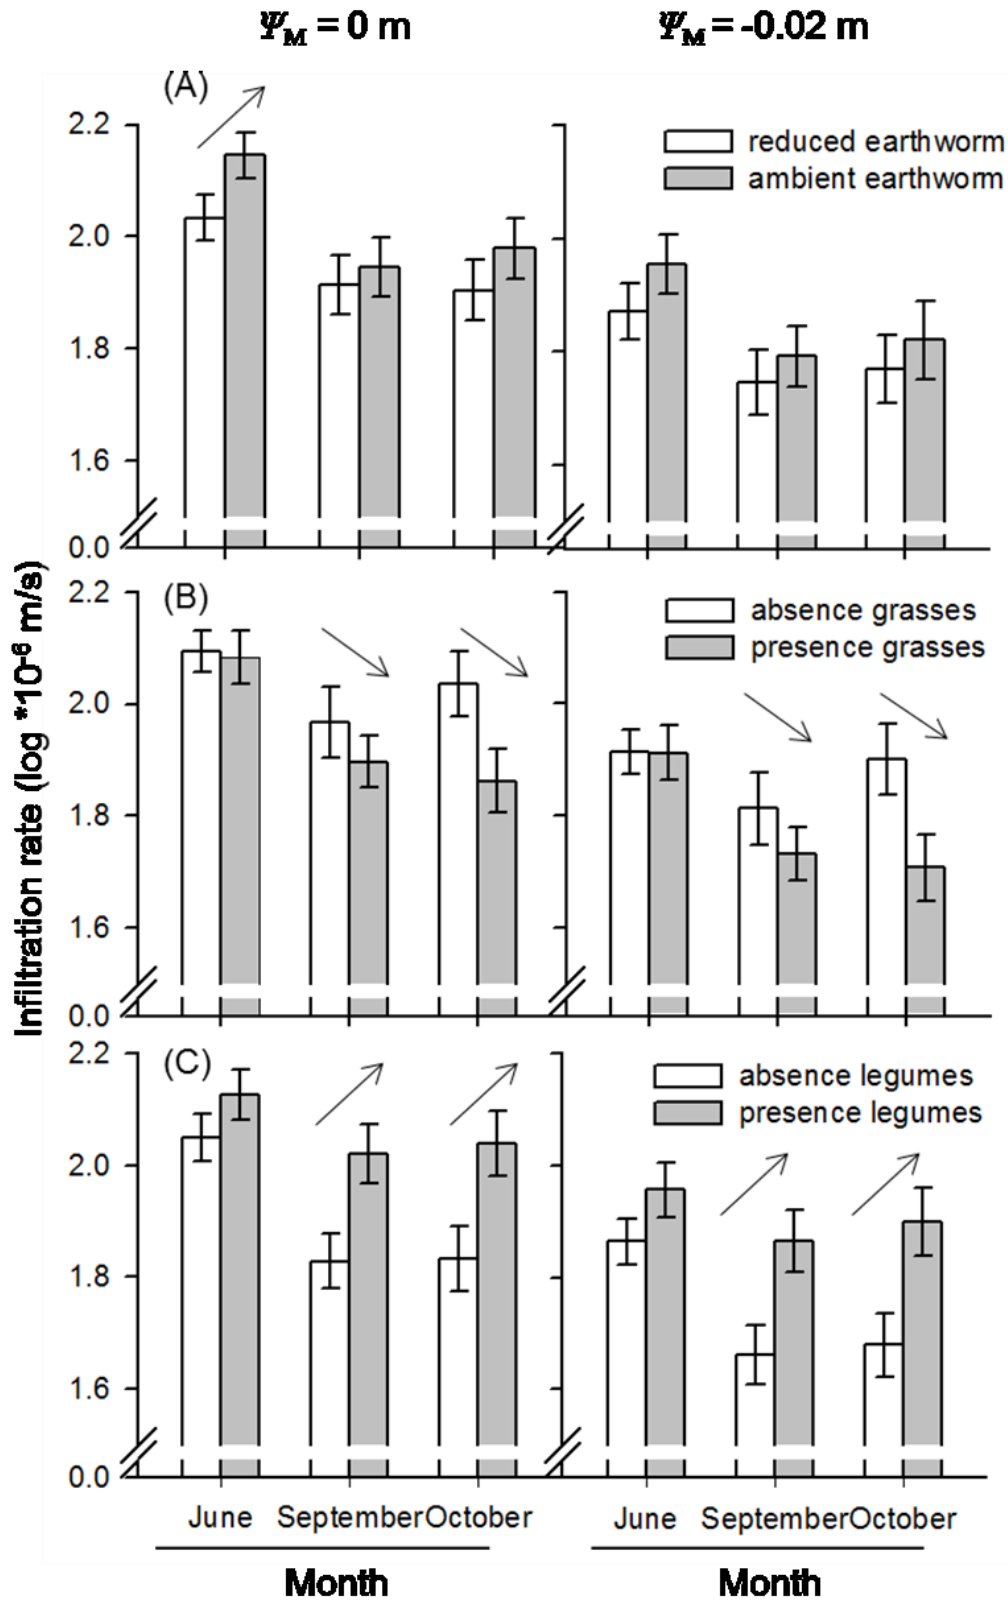 ΨM = 0 m
ΨM = -0.02 m
(A)
2.2
2.0
1.8
1.6
0.0
reduced earthworm
ambient earthworm
(B)
2.2
2.0
1.8
1.6
0.0
absence grasses
presence grasses
Infiltration rate (log *10-6 m/s)
(C)
2.2
2.0
1.8
1.6
0.0
absence legumes
presence legumes
June September October
June September October
Month
Month